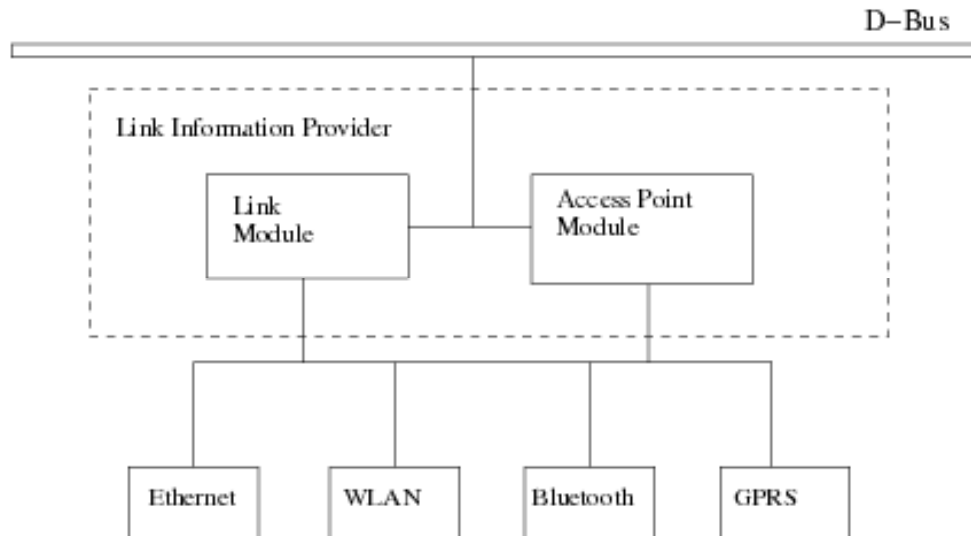 D-Bus
Link Information Provider
Link
Module
Access Point
Module
Ethernet
WLAN
Bluetooth
GPRS